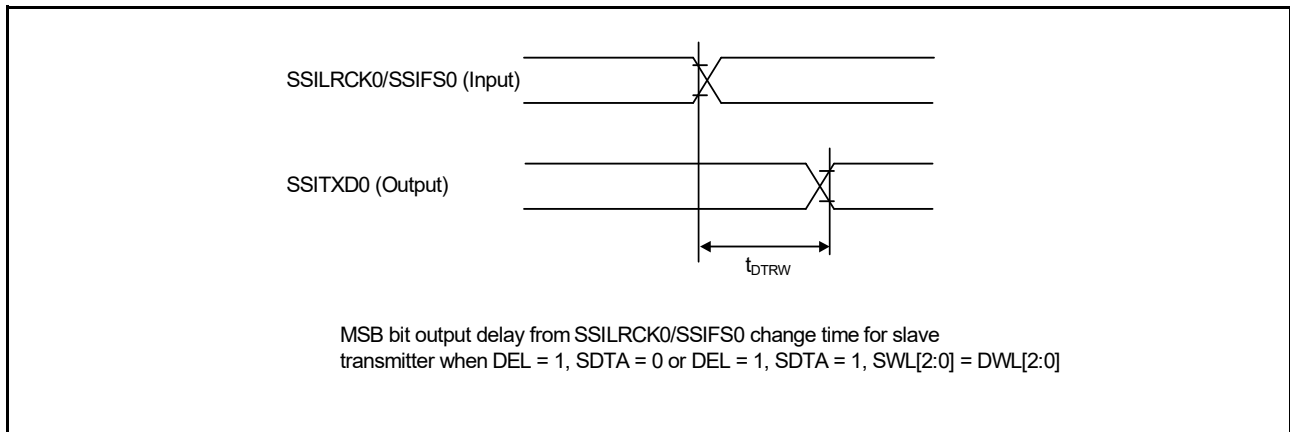 SSILRCK0/SSIFS0 (Input)
SSITXD0 (Output)
tDTRW
MSB bit output delay from SSILRCK0/SSIFS0 change time for slave
transmitter when DEL = 1, SDTA = 0 or DEL = 1, SDTA = 1, SWL[2:0] = DWL[2:0]